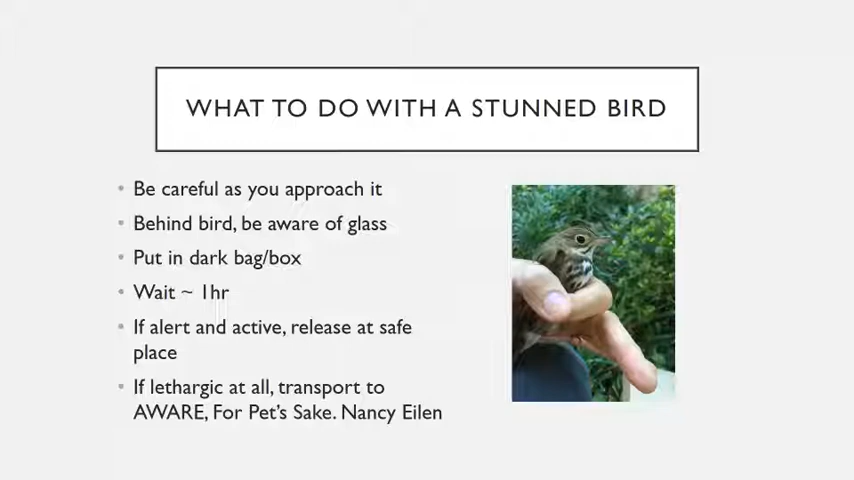 WHAT TO DO WITH A STUNNED BIRD
• Be careful as you approach it
• Behind bird, be aware of glass
• Put in dark bag/box
• Wait ~ 1hr
• If alert and active, release at safe
place
• If lethargic at all, transport to
AWARE, For Pet's Sake. Nancy Eilen